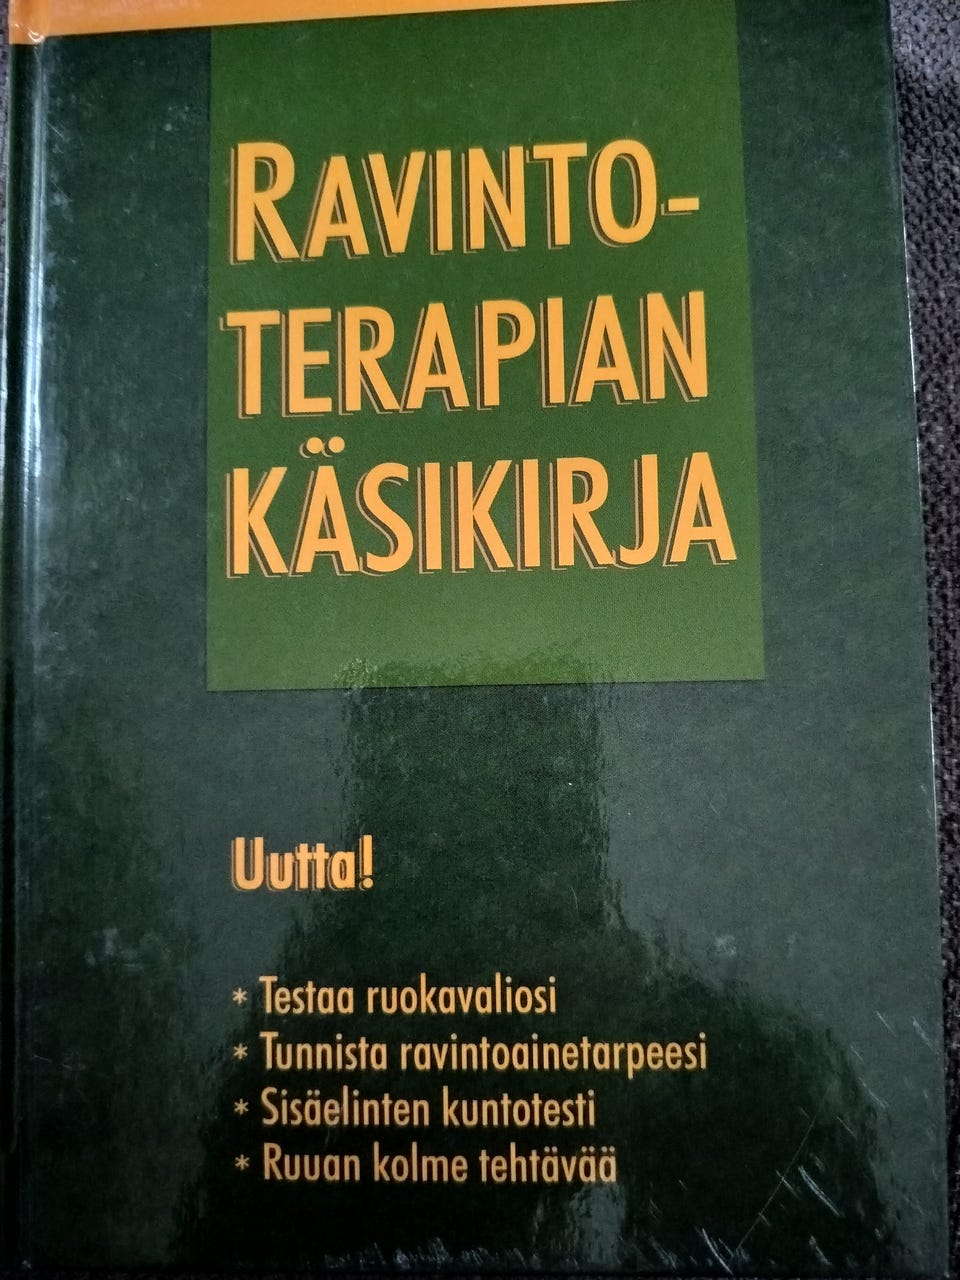 RAVINTO-
TERAPIAN
KÄSIKIRJA
Uutta!
* Testaa ruokavaliosi
* Tunnista ravintoainetarpeesi
* Sisäelinten kuntotesti
* Ruuan kolme tehtävää